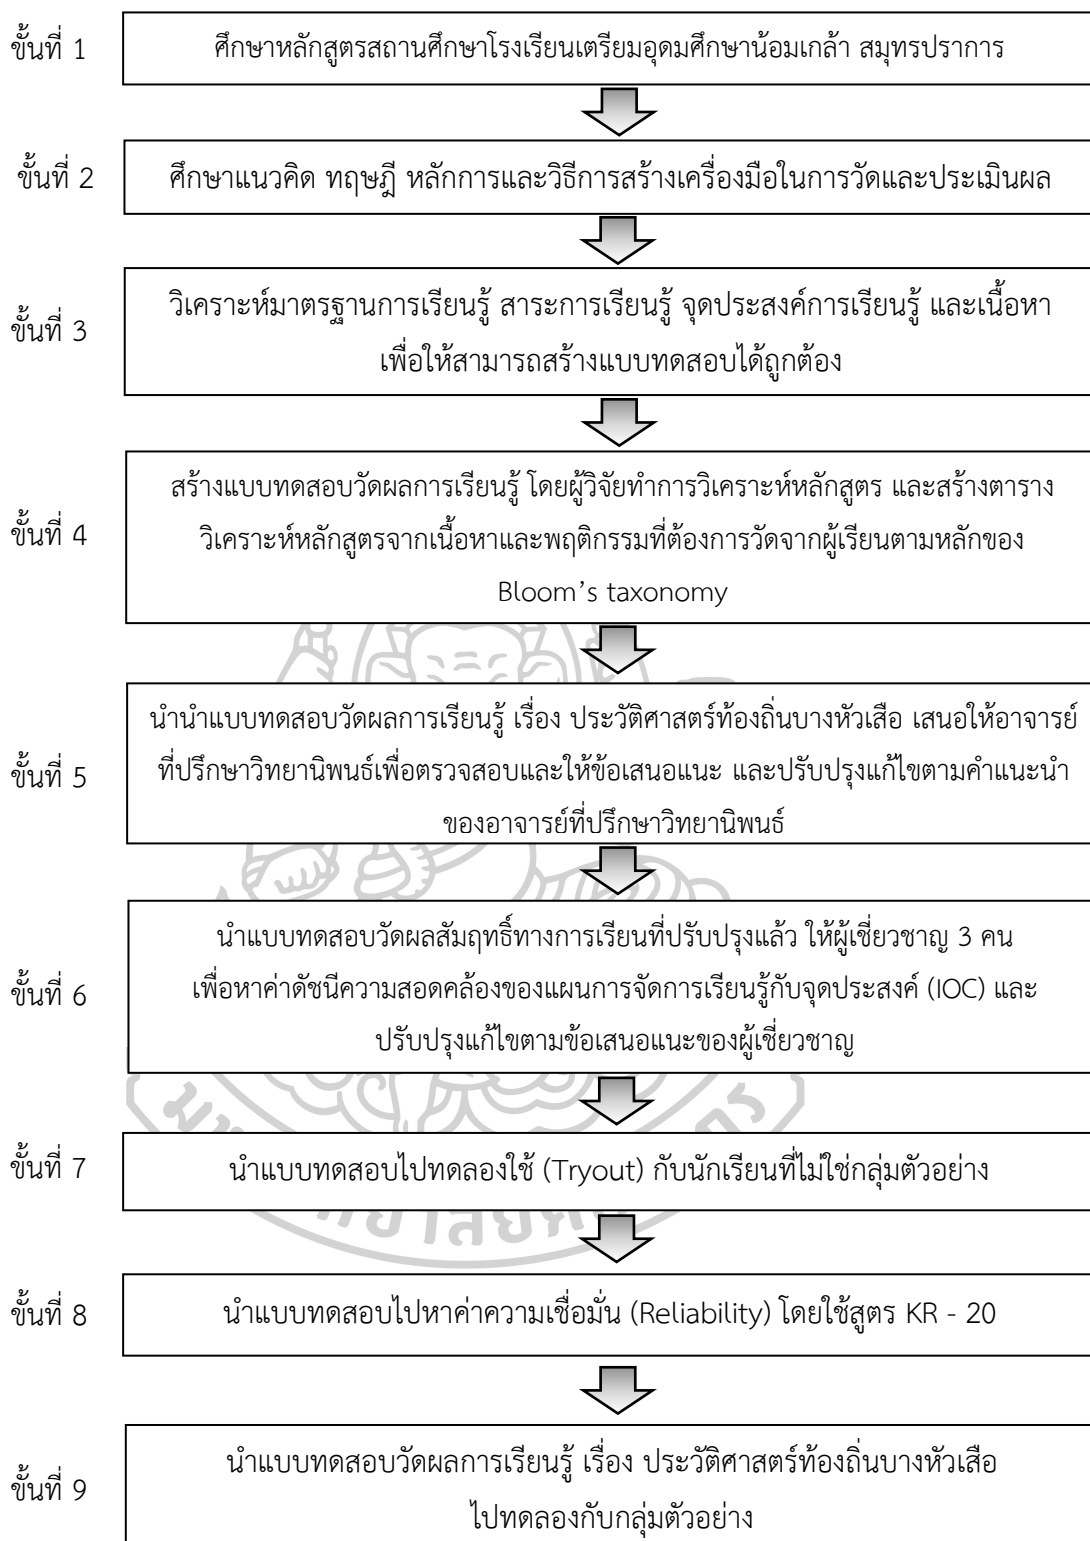 ขั้นที่ 1
ศึกษาหลักสูตรสถานศึกษาโรงเรียนเตรียมอุดมศึกษาน้อมเกล้า สมุทรปราการ
ขั้นที่ 2
ศึกษาแนวคิด ทฤษฎี หลักการและวิธีการสร้างเครื่องมือในการวัดและประเมินผล
ขั้นที่ 3
วิเคราะห์มาตรฐานการเรียนรู้ สาระการเรียนรู้ จุดประสงค์การเรียนรู้ และเนื้อหา
เพื่อให้สามารถสร้างแบบทดสอบได้ถูกต้อง
ขั้นที่ 4
สร้างแบบทดสอบวัดผลการเรียนรู้ โดยผู้วิจัยทำการวิเคราะห์หลักสูตร และสร้างตาราง
วิเคราะห์หลักสูตรจากเนื้อหาและพฤติกรรมที่ต้องการวัดจากผู้เรียนตามหลักของ
Bloom’s taxonomy
ขั้นที่ 5
นำนำแบบทดสอบวัดผลการเรียนรู้ เรื่อง ประวัติศาสตร์ท้องถิ่นบางหัวเสือ เสนอให้อาจารย์
ที่ปรึกษาวิทยานิพนธ์เพื่อตรวจสอบและให้ข้อเสนอแนะ และปรับปรุงแก้ไขตามคำแนะนำ
ของอาจารย์ที่ปรึกษาวิทยานิพนธ์
ขั้นที่ 6
นำแบบทดสอบวัดผลสัมฤทธิ์ทางการเรียนที่ปรับปรุงแล้ว ให้ผู้เชี่ยวชาญ 3 คน
เพื่อหาค่าดัชนีความสอดคล้องของแผนการจัดการเรียนรู้กับจุดประสงค์ (IOC) และ
ปรับปรุงแก้ไขตามข้อเสนอแนะของผู้เชี่ยวชาญ
ขั้นที่ 7
นำแบบทดสอบไปทดลองใช้ (Tryout) กับนักเรียนที่ไม่ใช่กลุ่มตัวอย่าง
ขั้นที่ 8
นำแบบทดสอบไปหาค่าความเชื่อมั่น (Reliability) โดยใช้สูตร KR - 20
ขั้นที่ 9
นำแบบทดสอบวัดผลการเรียนรู้ เรื่อง ประวัติศาสตร์ท้องถิ่นบางหัวเสือ
ไปทดลองกับกลุ่มตัวอย่าง